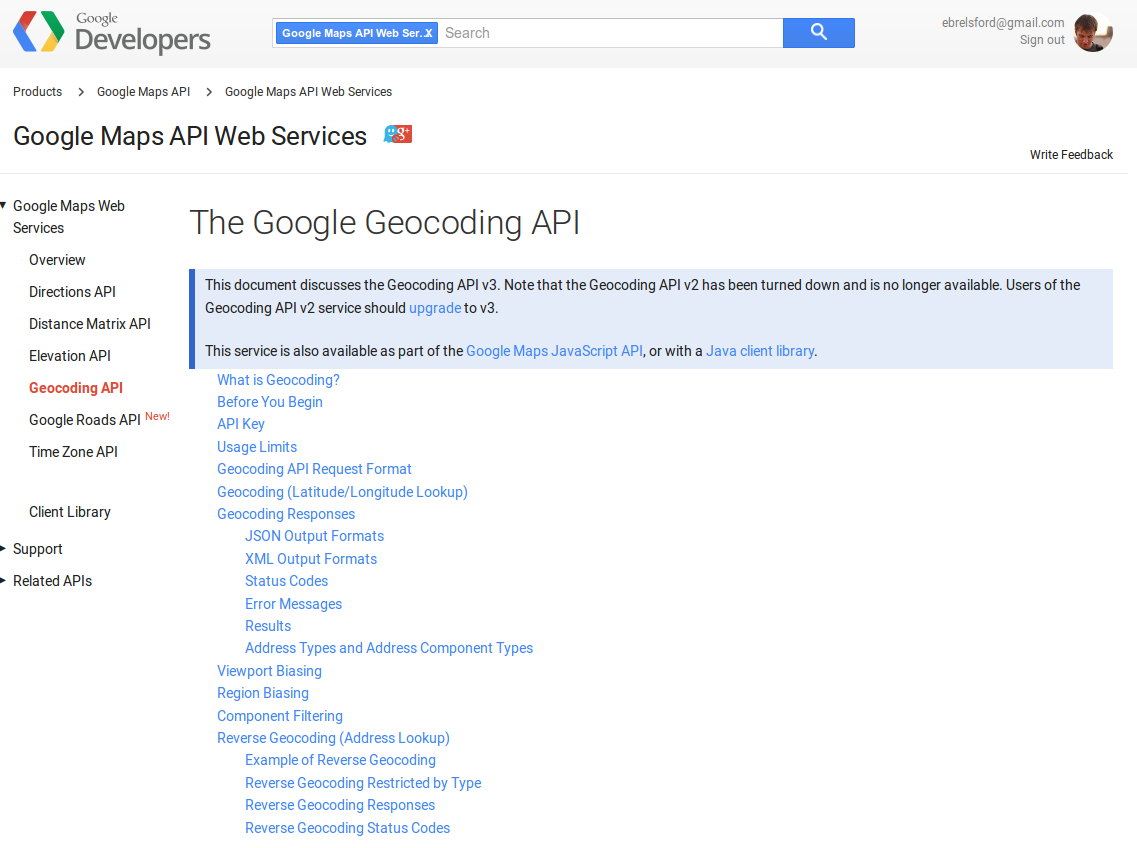 Google
Developers
Google Maps API Web Ser..X
Search
ebrelsford@gmail.com
Sign out
Products > Google Maps API > Google Maps API Web Services
Google Maps API Web Services
g+
Write Feedback
Google Maps Web
Services
Overview
Directions API
Distance Matrix API
Elevation API
Geocoding API
Google Roads API New!
Time Zone API
Client Library
Support
Related APIs
The Google Geocoding API
This document discusses the Geocoding API v3. Note that the Geocoding API v2 has been turned down and is no longer available. Users of the
Geocoding API v2 service should upgrade to v3.
This service is also available as part of the Google Maps JavaScript API, or with a Java client library.
What is Geocoding?
Before You Begin
API Key
Usage Limits
Geocoding API Request Format
Geocoding (Latitude/Longitude Lookup)
Geocoding Responses
JSON Output Formats
XML Output Formats
Status Codes
Error Messages
Results
Address Types and Address Component Types
Viewport Biasing
Region Biasing
Component Filtering
Reverse Geocoding (Address Lookup)
Example of Reverse Geocoding
Reverse Geocoding Restricted by Type
Reverse Geocoding Responses
Reverse Geocoding Status Codes